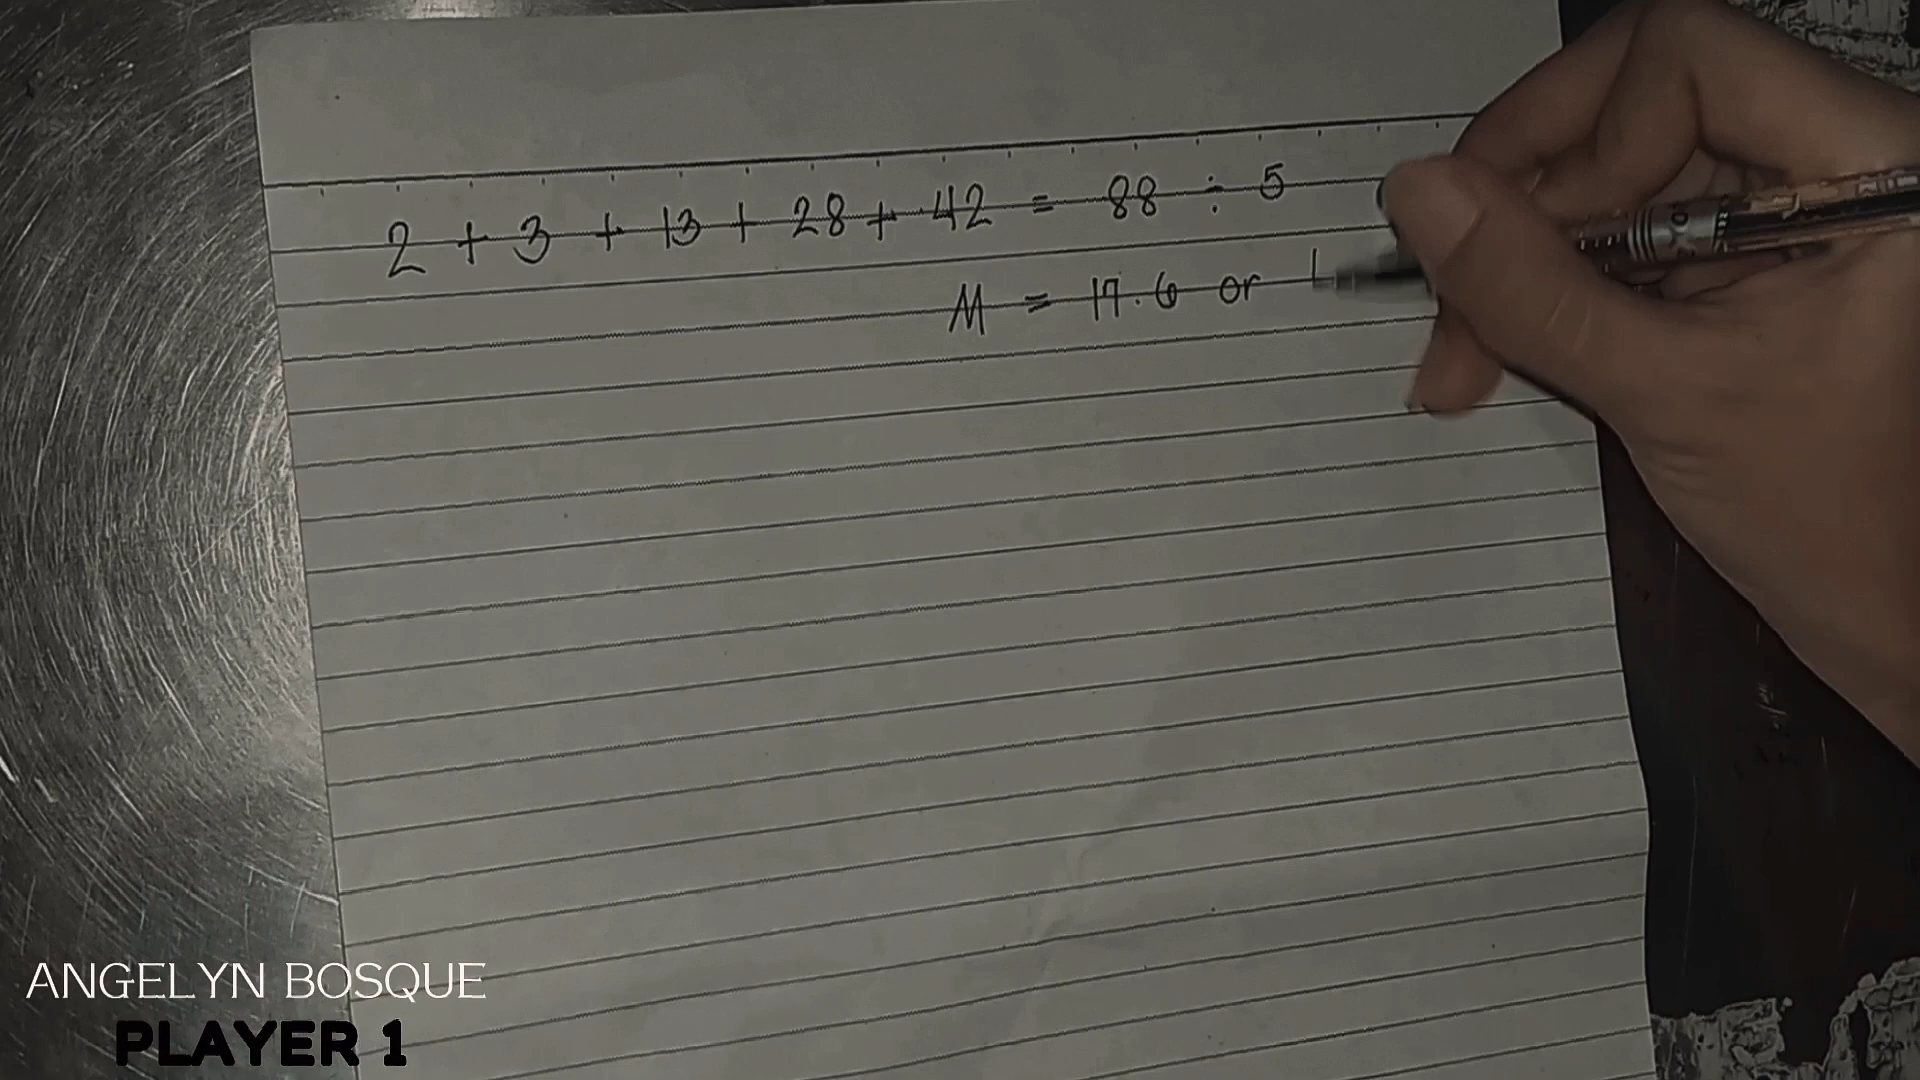 2 + 3 + 13 + 28 + 42 = 88 ÷ 5
M = 17.6 or
ANGELYN BOSQUE
PLAYER 1